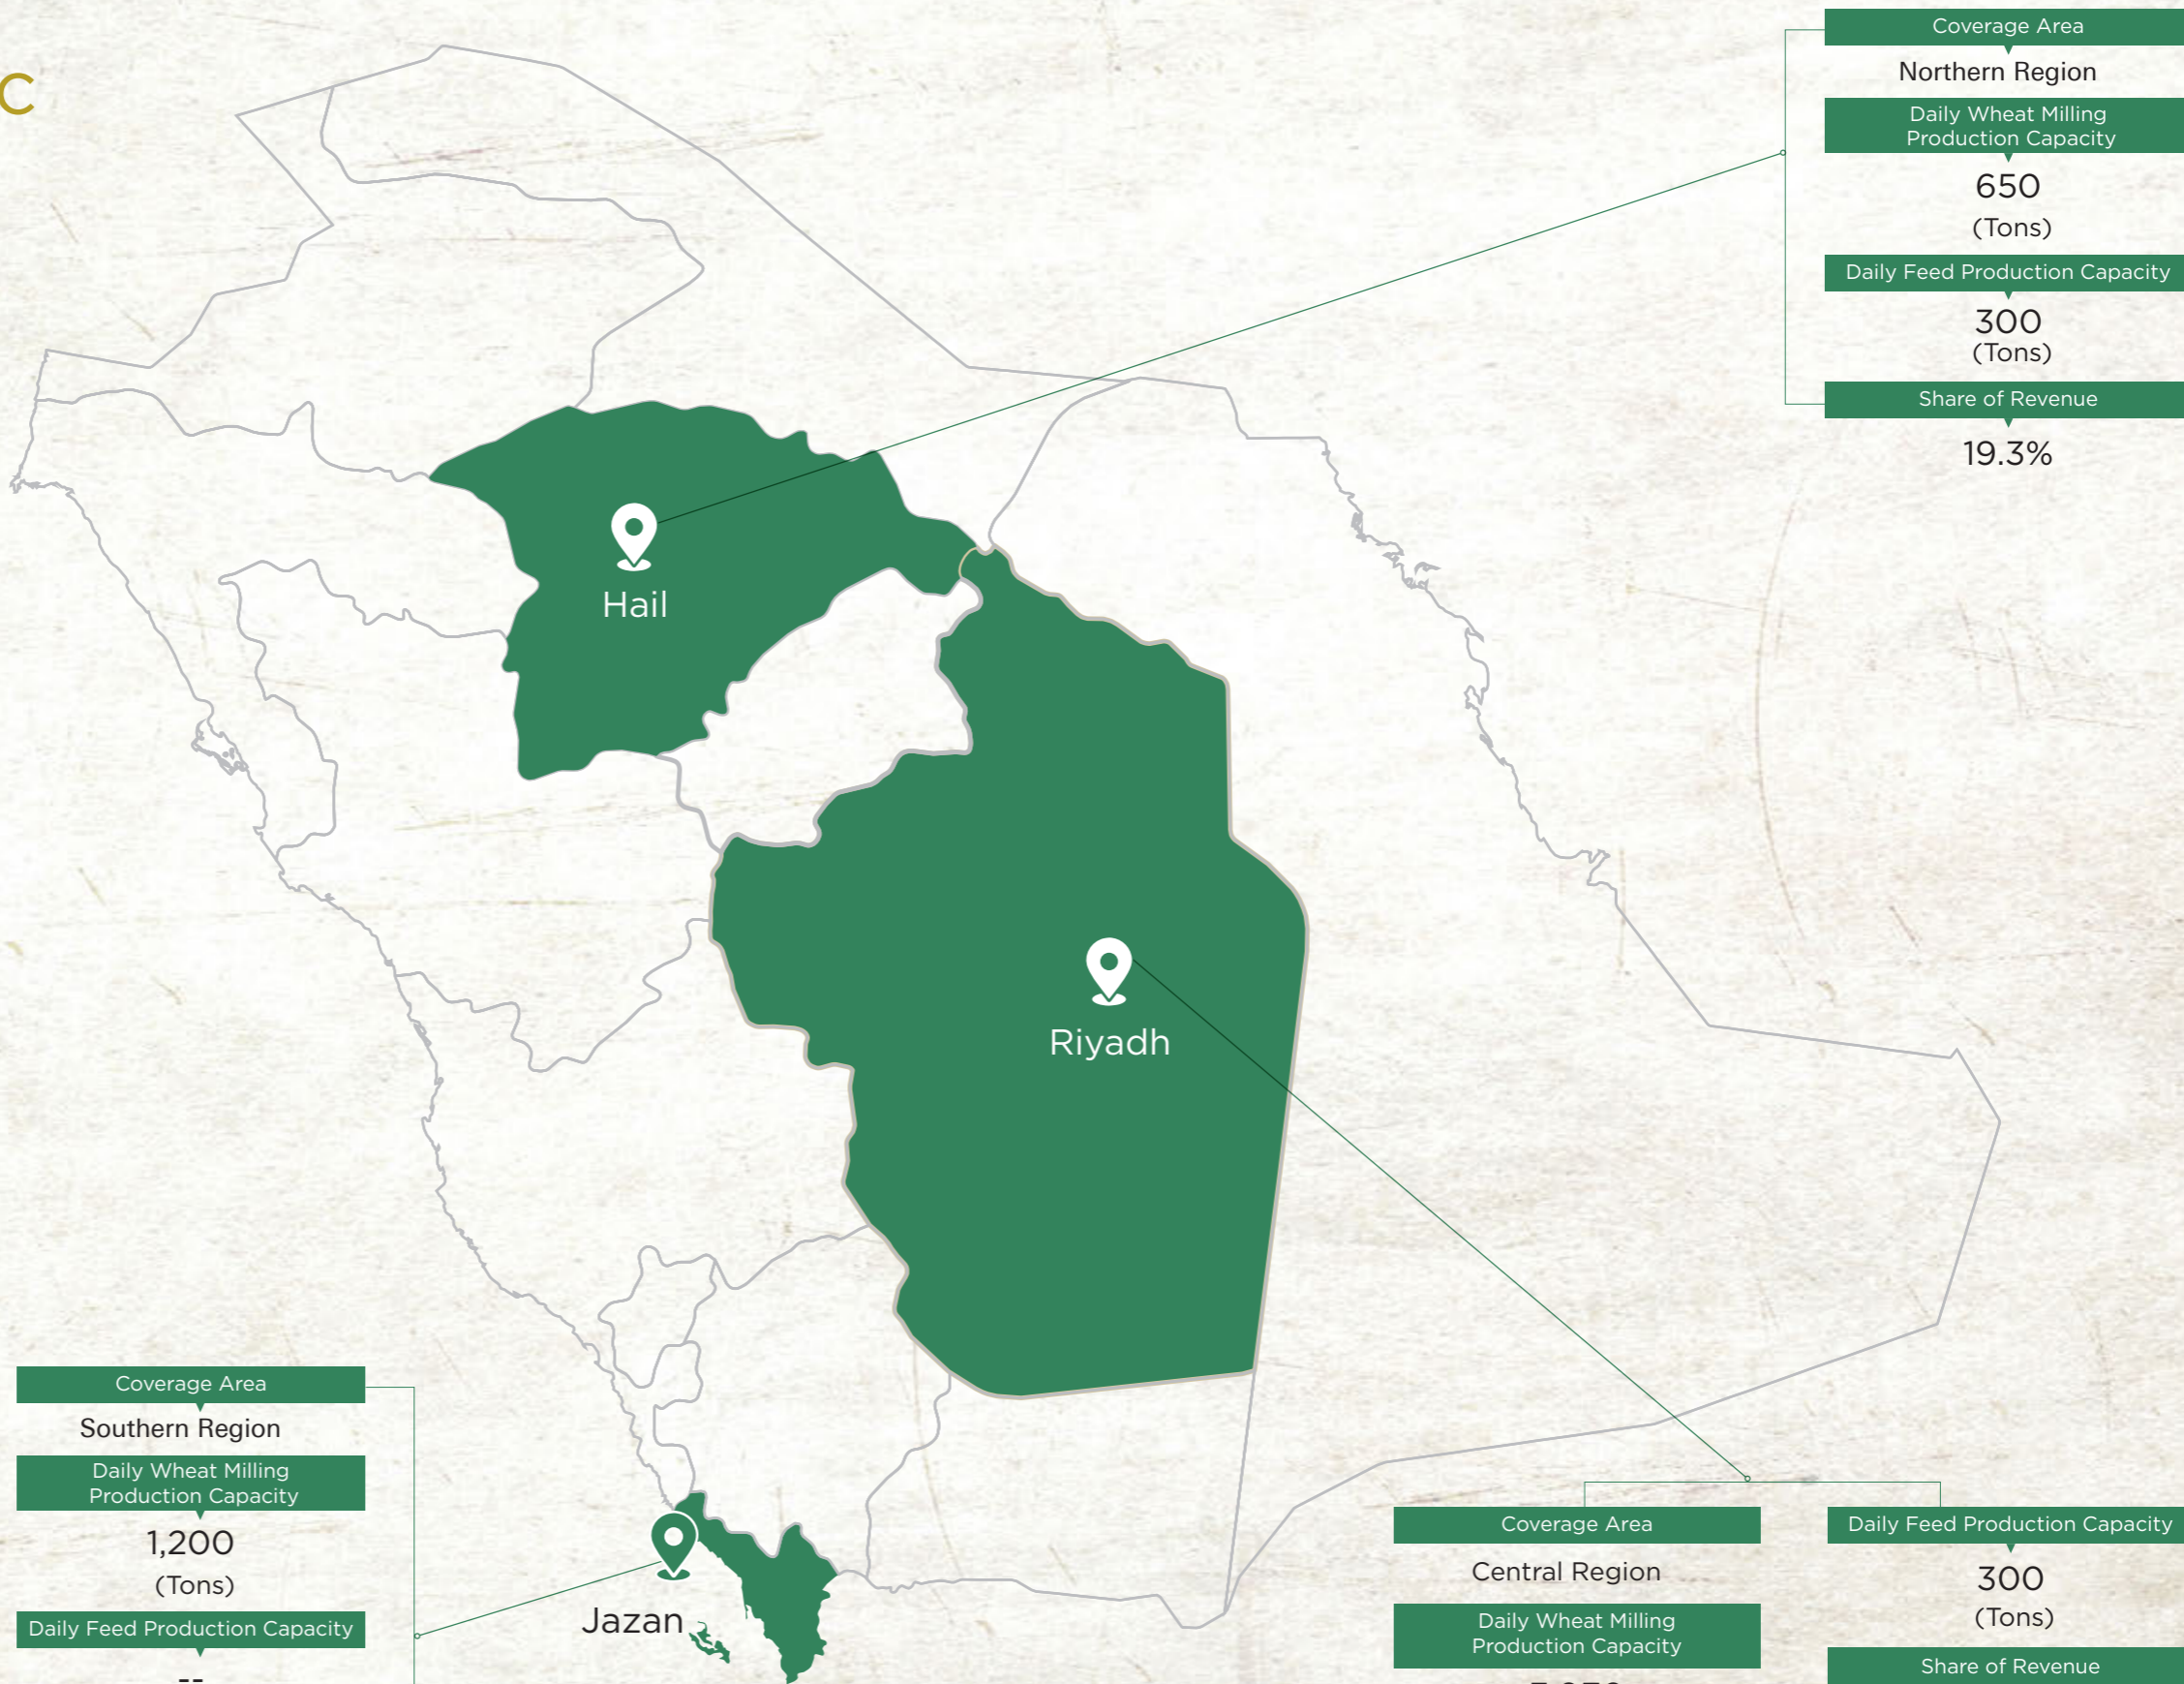 C
Coverage Area
Northern Region
Daily Wheat Milling
Production Capacity
650
(Tons)
Daily Feed Production Capacity
300
(Tons)
Share of Revenue
19.3%
Hail
Riyadh
Jazan
Coverage Area
Southern Region
Daily Wheat Milling
Production Capacity
1,200
(Tons)
Daily Feed Production Capacity
--
Coverage Area
Central Region
Daily Wheat Milling
Production Capacity
Daily Feed Production Capacity
300
(Tons)
Share of Revenue